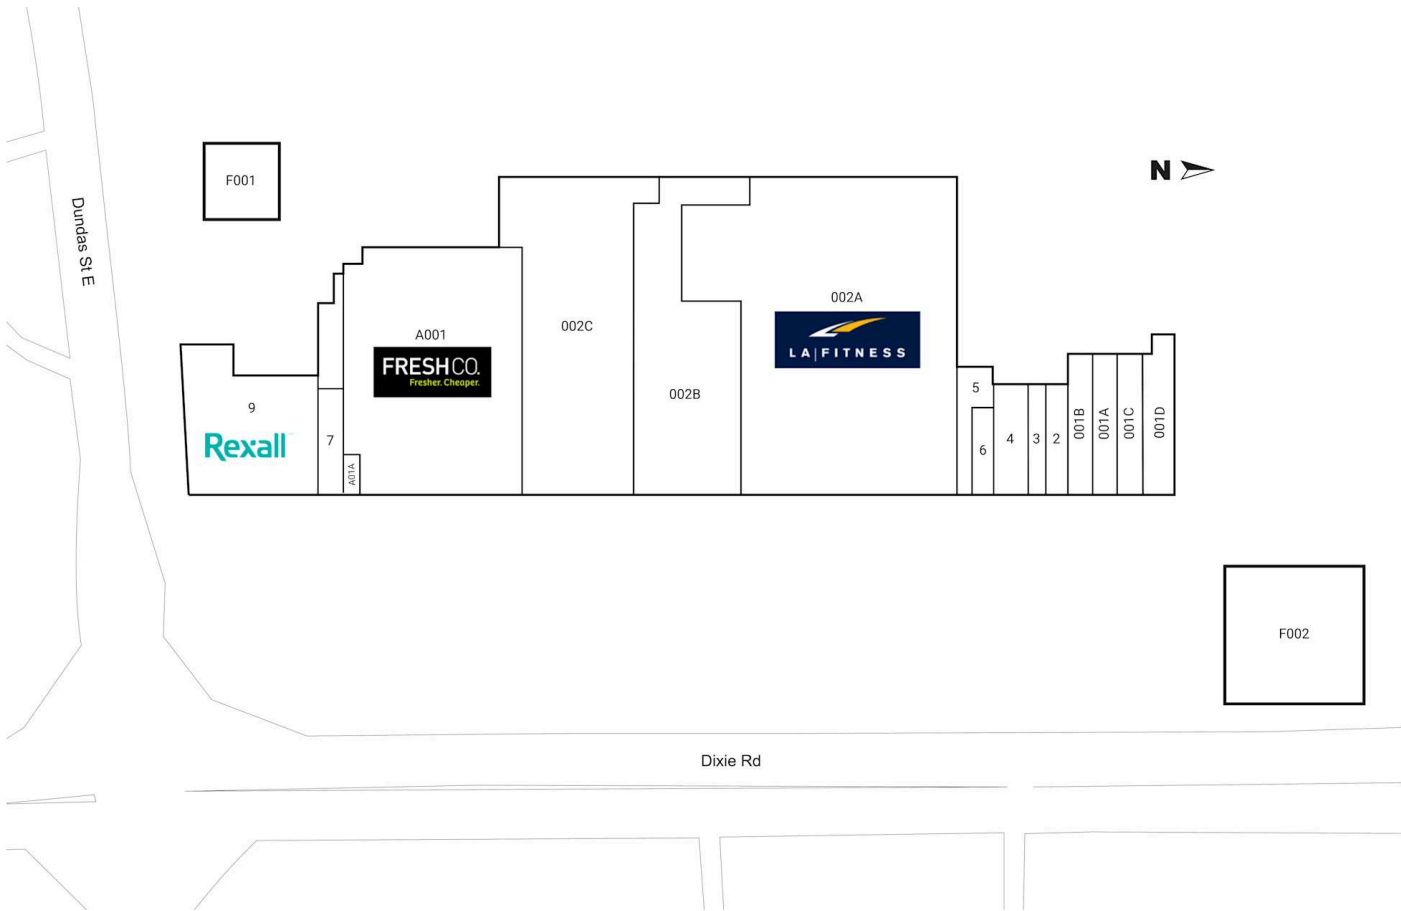 F001
N
Dundas St E
002A
LA|FITNESS
A001
FRESHCO.
Fresher. Cheaper.
002C
002B
9
Rexall
7
A01A
5
6
4
3
2
001B
001A
001C
001D
F002
Dixie Rd